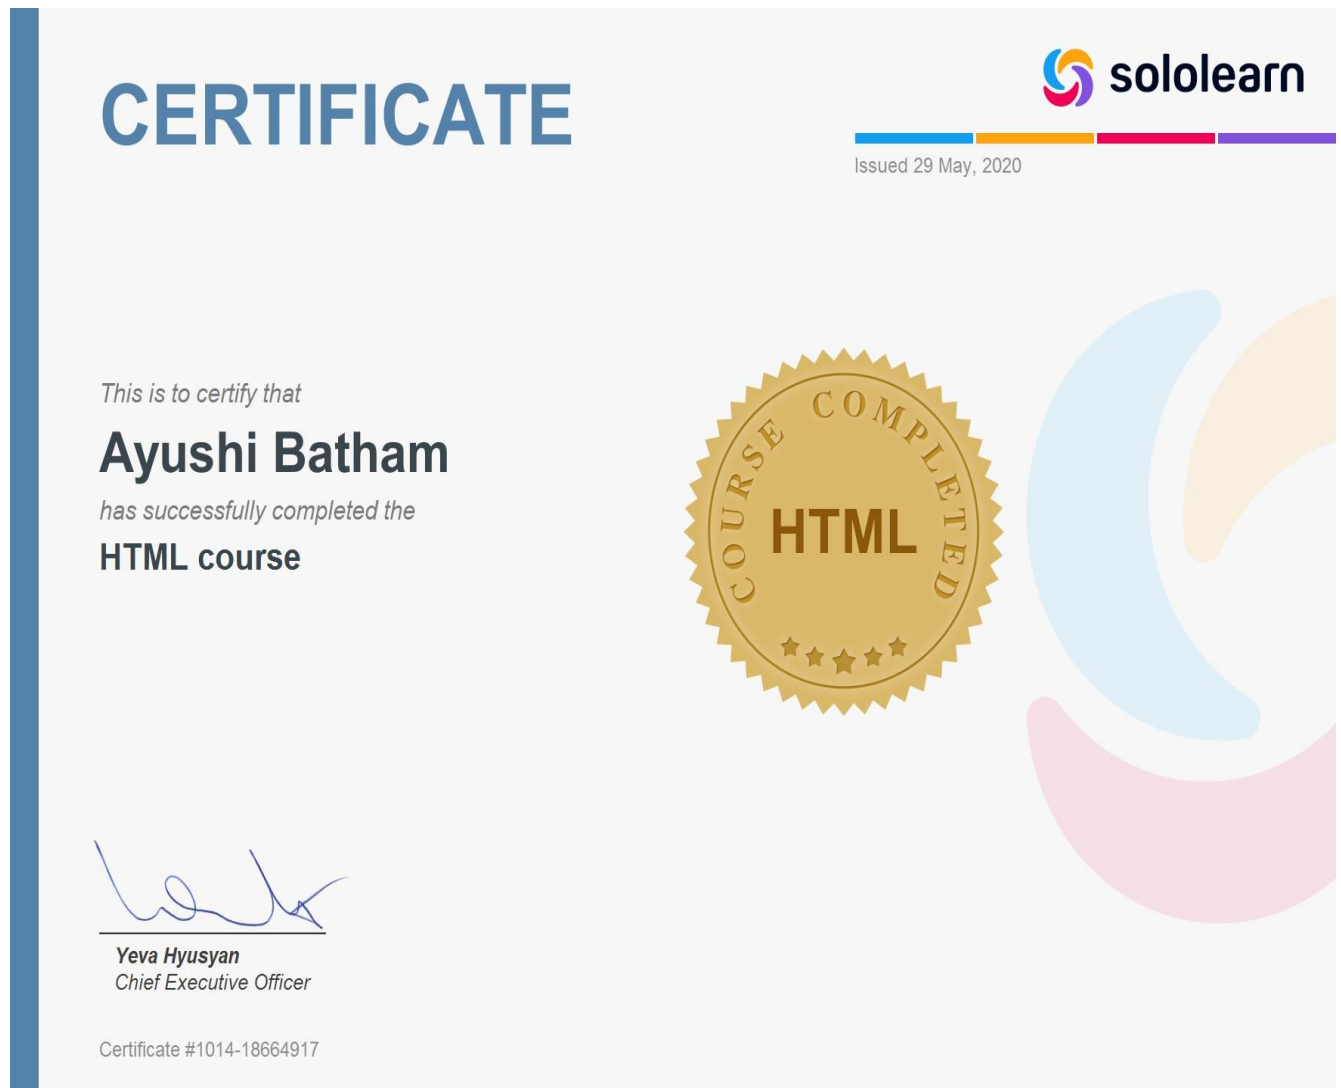 CERTIFICATE
sololearn
Issued 29 May, 2020
This is to certify that
Ayushi Batham
has successfully completed the
HTML course
COURSE COMPLETED
HTML
Yeva Hyusyan
Chief Executive Officer
Certificate #1014-18664917